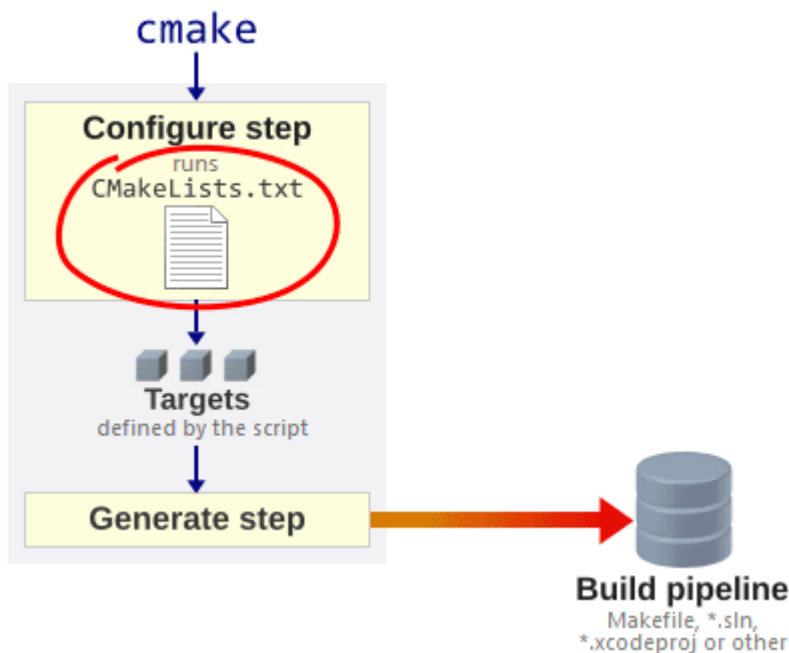 cmake
Configure step
runs
CMakeLists.txt
Targets
defined by the script
Generate step
Build pipeline
Makefile, *.sln,
*.xcodeproj or other